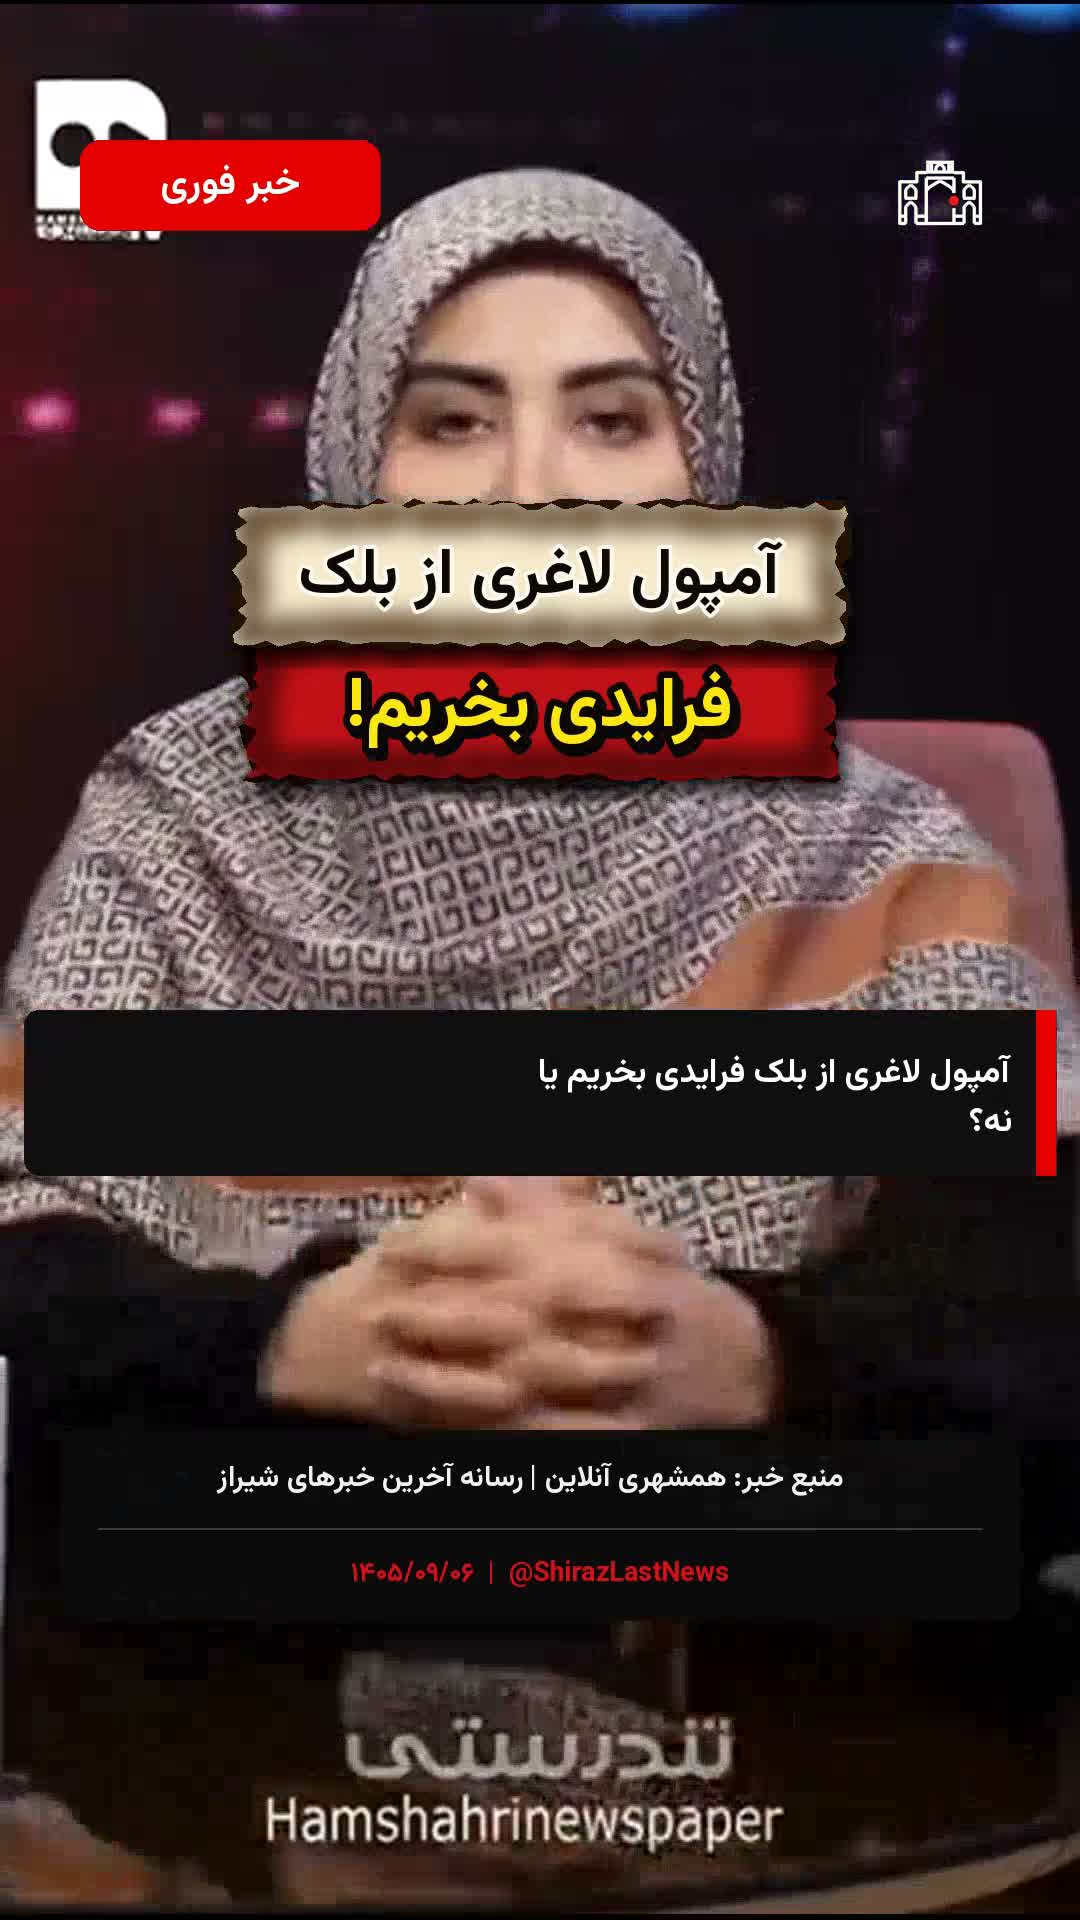 خبر فوری
آمپول لاغری از بلک
فرایدی بخریم!
آمپول لاغری از بلک فرایدی بخریم یا
نه؟
منبع خبر: همشهری آنلاین | رسانه آخرین خبرهای شیراز
۱۴۰۵/۰۹/۰۶ | @ShirazLastNews
تندرستی
Hamshahrinewspaper